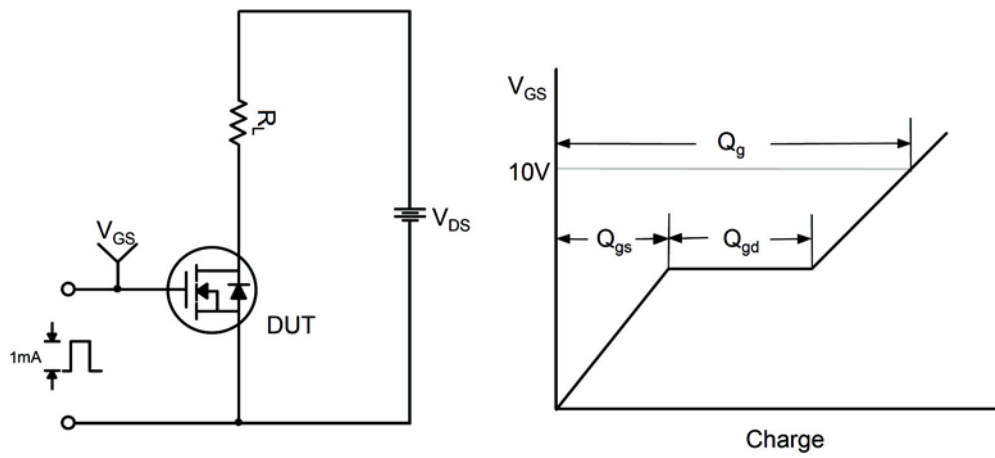 R_L
V_DS
V_GS
DUT
1mA
V_GS
10V
Q_g
Q_gs
Q_gd
Charge